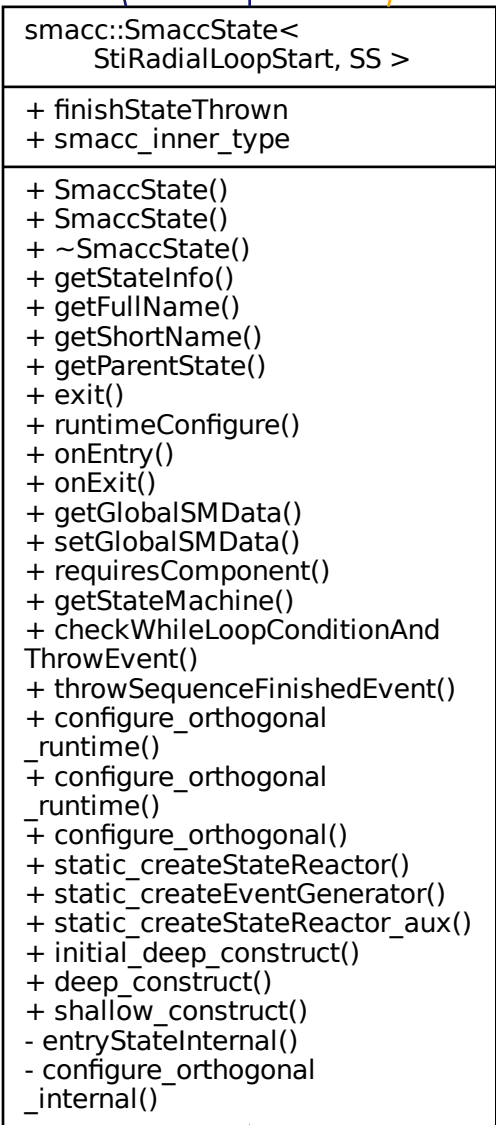 smacc::SmaccState<
StiRadialLoopStart, SS >
+ finishStateThrown
+ smacc_inner_type
+ SmaccState()
+ SmaccState()
+ ~SmaccState()
+ getStateInfo()
+ getFullName()
+ getShortName()
+ getParentState()
+ exit()
+ runtimeConfigure()
+ onEntry()
+ onExit()
+ getGlobalSMData()
+ setGlobalSMData()
+ requiresComponent()
+ getStateMachine()
+ checkWhileLoopConditionAnd
ThrowEvent()
+ throwSequenceFinishedEvent()
+ configure_orthogonal
_runtime()
+ configure_orthogonal
_runtime()
+ configure_orthogonal()
+ static_createStateReactor()
+ static_createEventGenerator()
+ static_createStateReactor_aux()
+ initial_deep_construct()
+ deep_construct()
+ shallow_construct()
- entryStateInternal()
- configure_orthogonal
_internal()